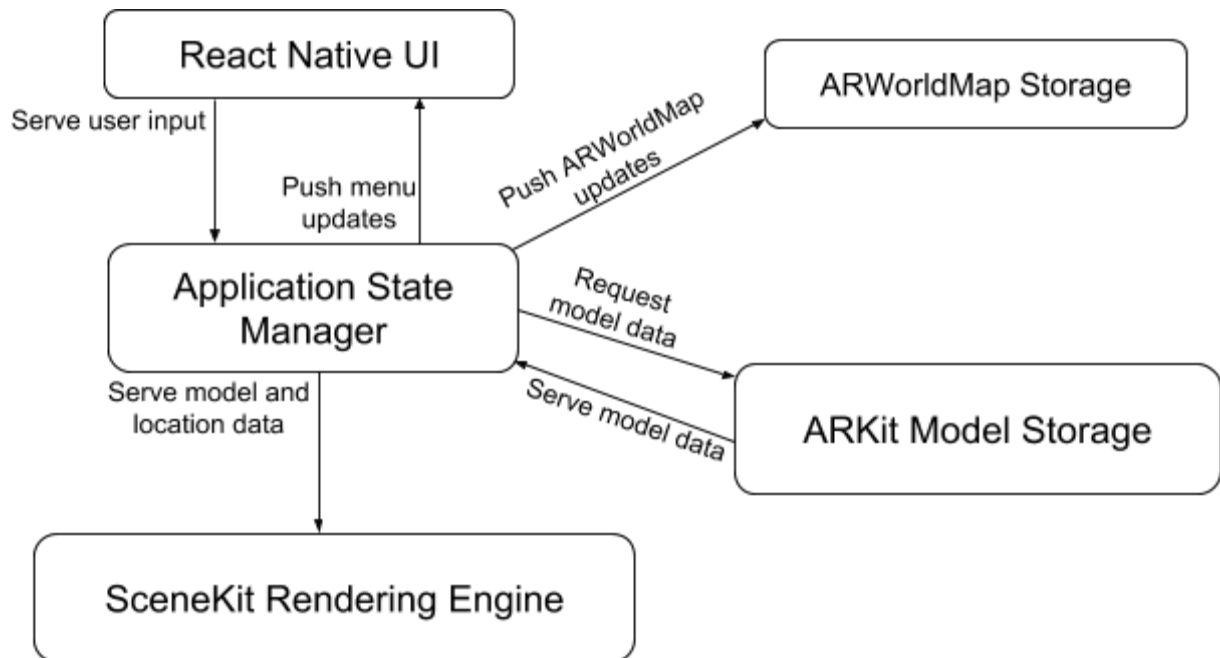 React Native UI
ARWorldMap Storage
Serve user input
Push ARWorldMap
updates
Push menu
updates
Application State
Manager
Request
model data
Serve model and
location data
Serve model data
ARKit Model Storage
SceneKit Rendering Engine